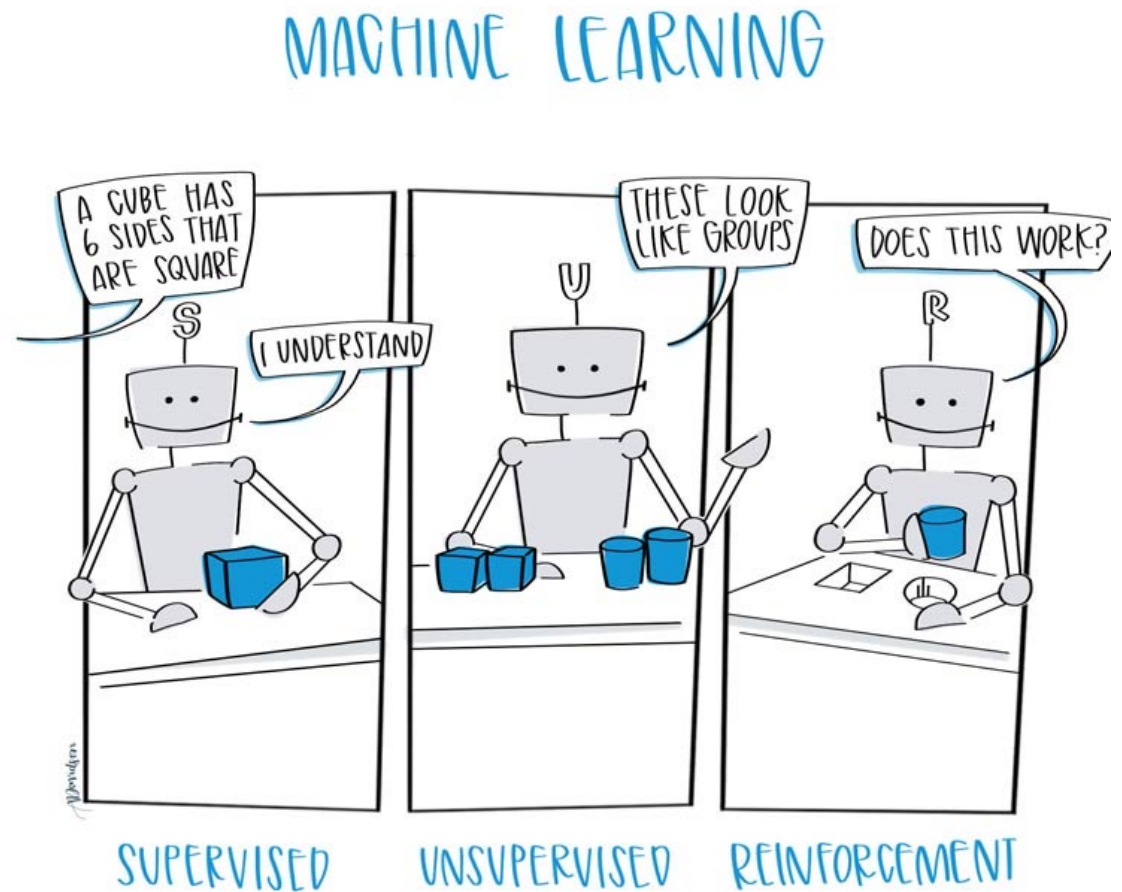 MACHINE LEARNING
A CUBE HAS
6 SIDES THAT
ARE SQUARE
S
I UNDERSTAND
THESE LOOK
LIKE GROUPS
U
DOES THIS WORK?
R
SUPERVISED
UNSUPERVISED
REINFORCEMENT